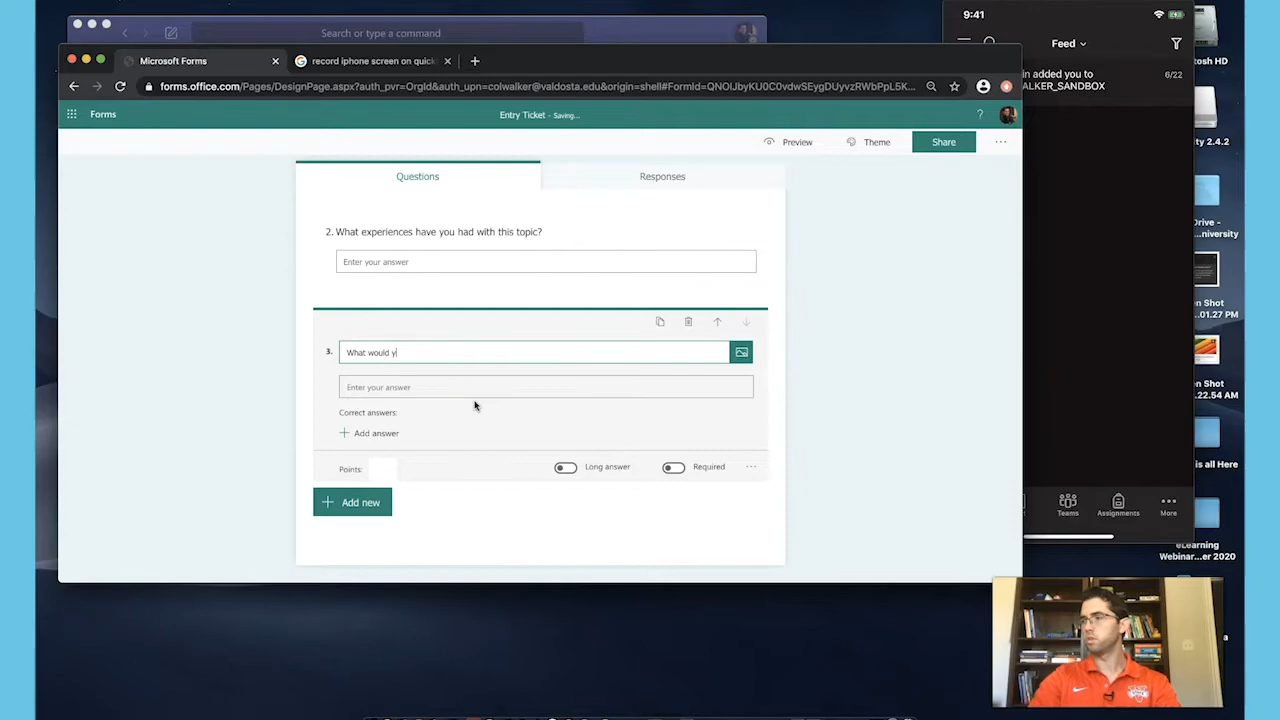 Search or type a command
Microsoft Forms
record iphone screen on quick
forms.office.com/Pages/DesignPage.aspx?auth_pvr=OrgId&auth_upn=colwalker@valdosta.edu&origin=shell#FormId=QNOlJbyKU0C0vdwSEygDUyvzRWbPpL5K...
Forms
Entry Ticket - Saving...
?
Preview
Theme
Share
Questions
Responses
2. What experiences have you had with this topic?
Enter your answer
3. What would y
Enter your answer
Correct answers:
Add answer
Points:
Long answer
Required
Add new
9:41
Feed
in added you to
6/22
ALKER_SANDBOX
Teams
Assignments
More
tosh HD
ity 2.4.2
Drive -
...niversity
Shot
...01.27 PM
en Shot
...22.54 AM
is all Here
eLearning
Webinar...er 2020